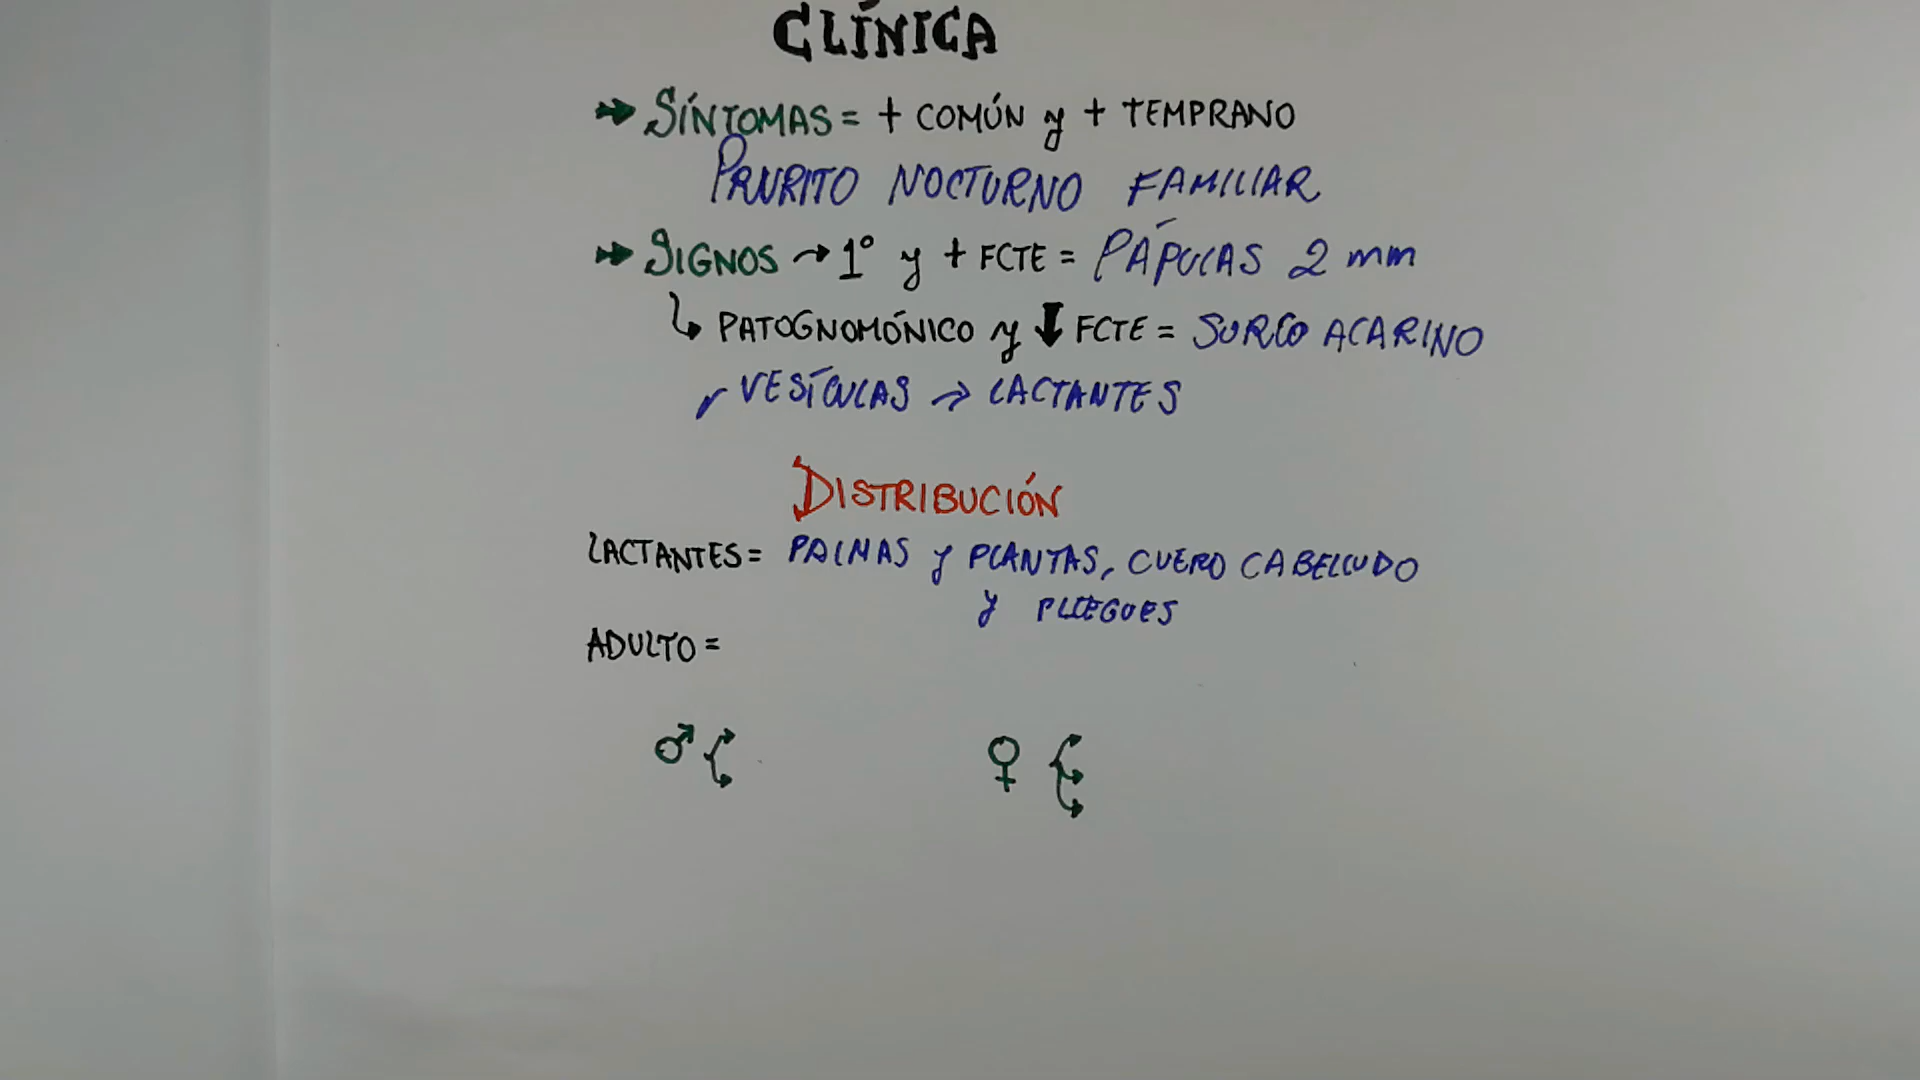 CLÍNICA
SÍNTOMAS = + COMÚN y + TEMPRANO
PRURITO NOCTURNO FAMILIAR
SIGNOS → 1° y + FCTE = PÁPULAS 2 mm
↳ PATOGNOMÓNICO y ↓ FCTE = SURCO ACARINO
VESÍCULAS → LACTANTES
DISTRIBUCIÓN
LACTANTES = PALMAS y PLANTAS, CUERO CABELLUDO
y PLIEGUES
ADULTO =
♂ ♀